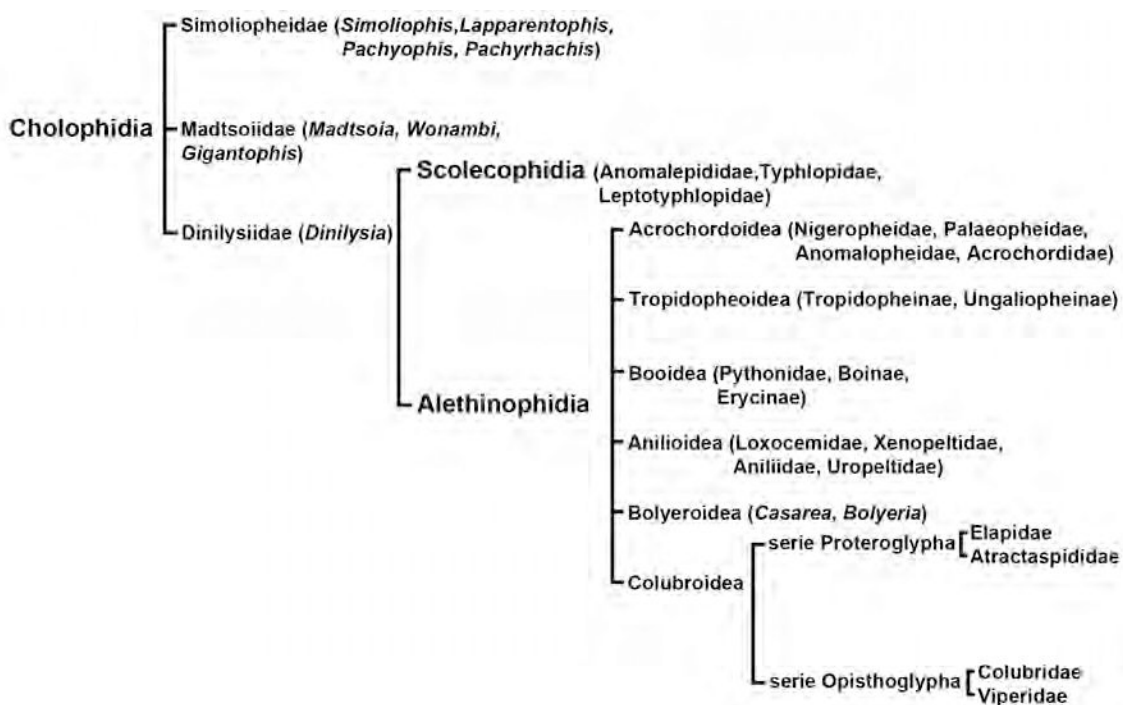 Simoliopheidae (Simoliophis,Lapparentophis,
Pachyophis, Pachyrhachis)
Cholophidia
Madtsoiidae (Madtsoia, Wonambi,
Gigantophis)
Scolecophidia (Anomalepididae,Typhlopidae,
Leptotyphlopidae)
Dinilysiidae (Dinilysia)
Acrochordoidea (Nigeropheidae, Palaeopheidae,
Anomalopheidae, Acrochordidae)
Tropidopheoidea (Tropidopheinae, Ungaliopheinae)
Booidea (Pythonidae, Boinae,
Erycinae)
Alethinophidia
Anilioidea (Loxocemidae, Xenopeltidae,
Aniliidae, Uropeltidae)
Bolyeroidea (Casarea, Bolyeria)
serie Proteroglypha
Elapidae
Atractaspididae
Colubroidea
serie Opisthoglypha
Colubridae
Viperidae